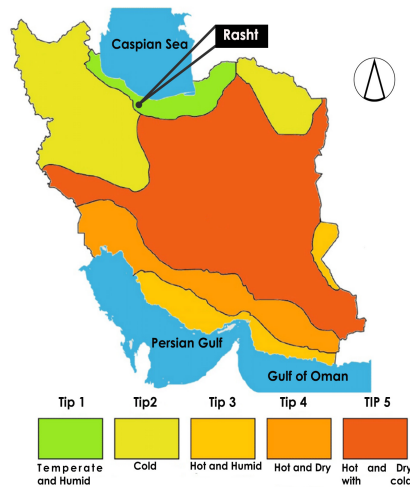 Caspian Sea
Rasht
Persian Gulf
Gulf of Oman
Tip 1
Tip2
Tip 3
Tip 4
TIP 5
Temperate
and Humid
Cold
Hot and Humid
Hot and Dry
Hot and Dry
with cold